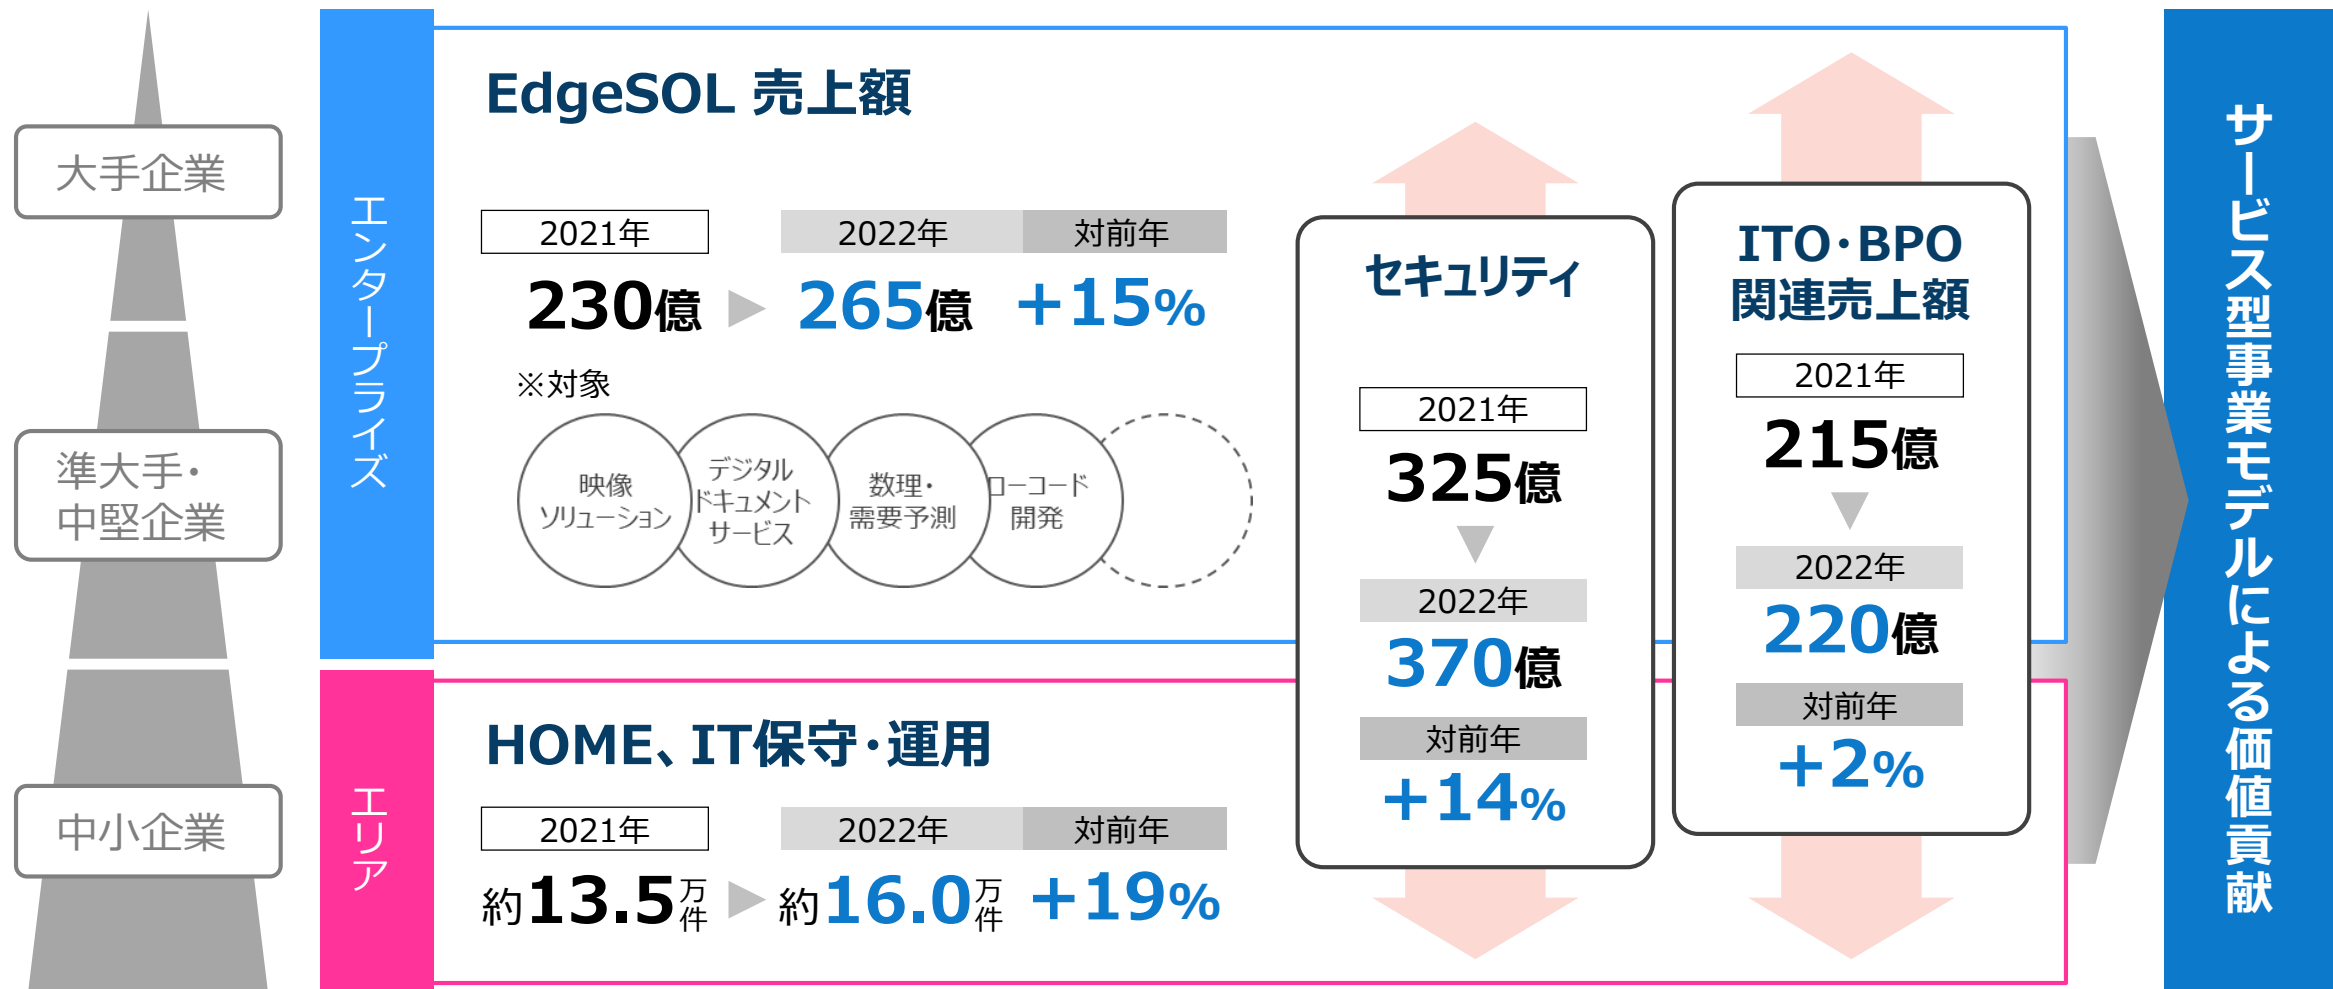 大手企業
準大手・
中堅企業
中小企業
エンタープライズ
EdgeSOL 売上額
2021年
2022年
対前年
230億
265億
+15%
※対象
映像
ソリューション
デジタル
ドキュメント
サービス
数理・
需要予測
ローコード
開発
エリア
HOME、IT保守・運用
2021年
2022年
対前年
約13.5万件
約16.0万件
+19%
セキュリティ
2021年
325億
2022年
370億
対前年
+14%
ITO・BPO
関連売上額
2021年
215億
2022年
220億
対前年
+2%
サービス型事業モデルによる価値貢献